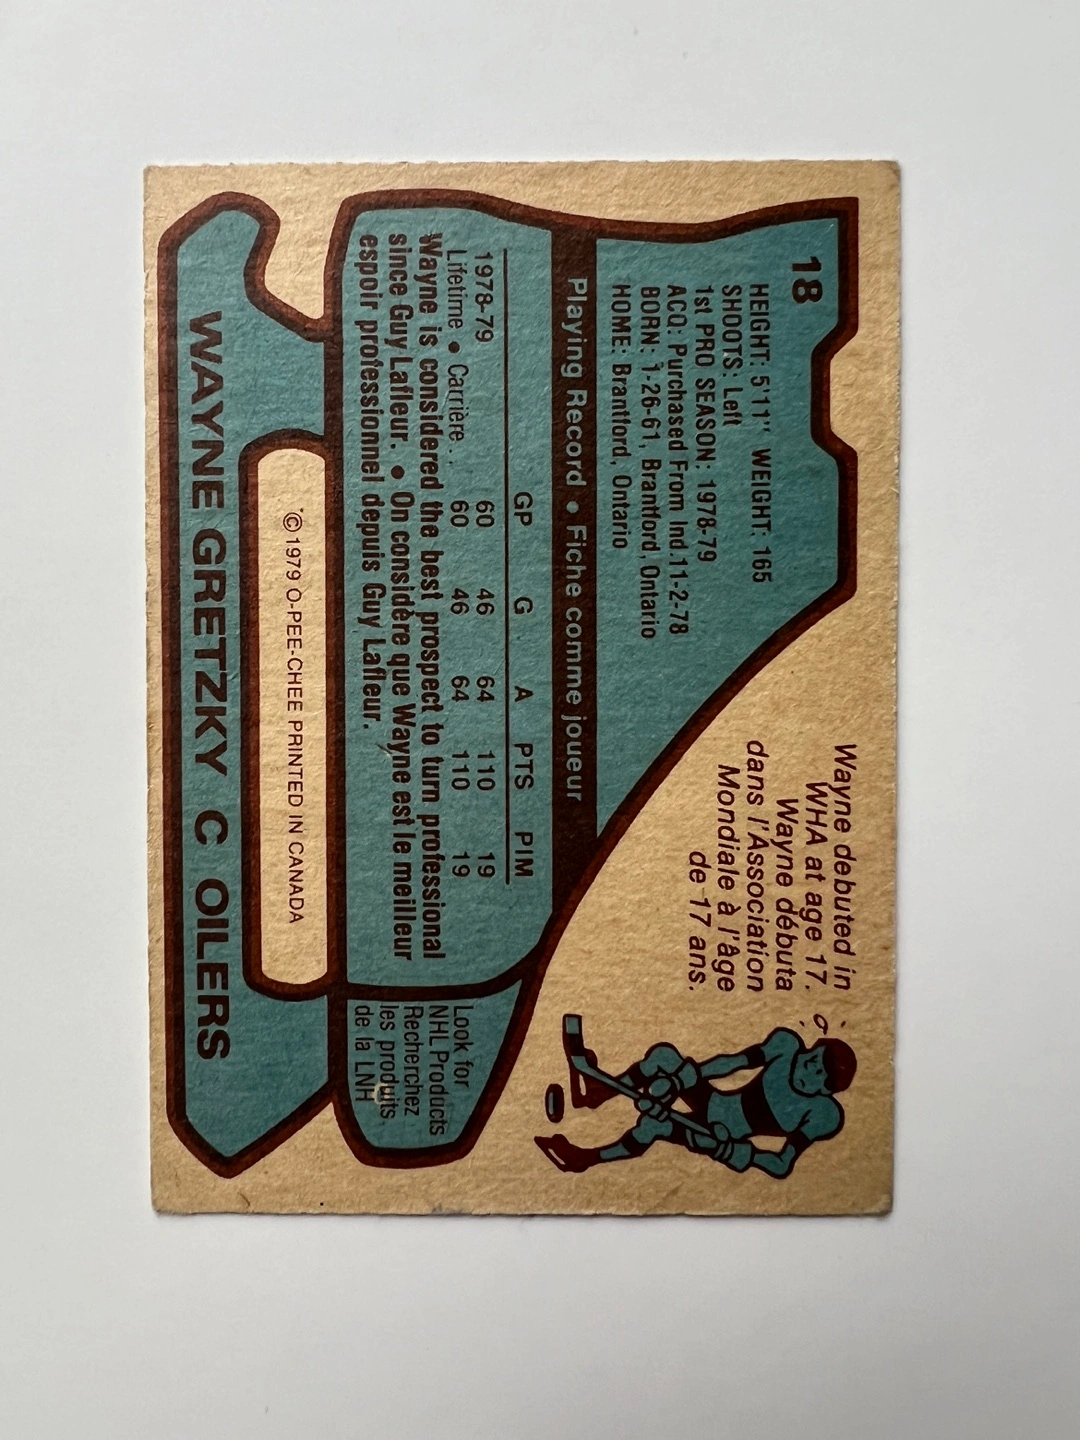 18
HEIGHT: 5'11" WEIGHT: 165
SHOOTS: Left
1st PRO SEASON: 1978-79
ACQ: Purchased From Ind.11-2-78
BORN: 1-26-61, Brantford, Ontario
HOME: Brantford, Ontario
Wayne debuted in
WHA at age 17.
Wayne débuta
dans l'Association
Mondiale à l'âge
de 17 ans.
Playing Record • Fiche comme joueur
GP G A PTS PIM
1978-79 60 46 64 110 19
Lifetime • Carrière.. 60 46 64 110 19
Wayne is considered the best prospect to turn professional
since Guy Lafleur. • On considère que Wayne est le meilleur
espoir professionnel depuis Guy Lafleur.
Look for
NHL Products
Recherchez
les produits
de la LNH
*©1979 O-PEE-CHEE PRINTED IN CANADA
WAYNE GRETZKY C OILERS